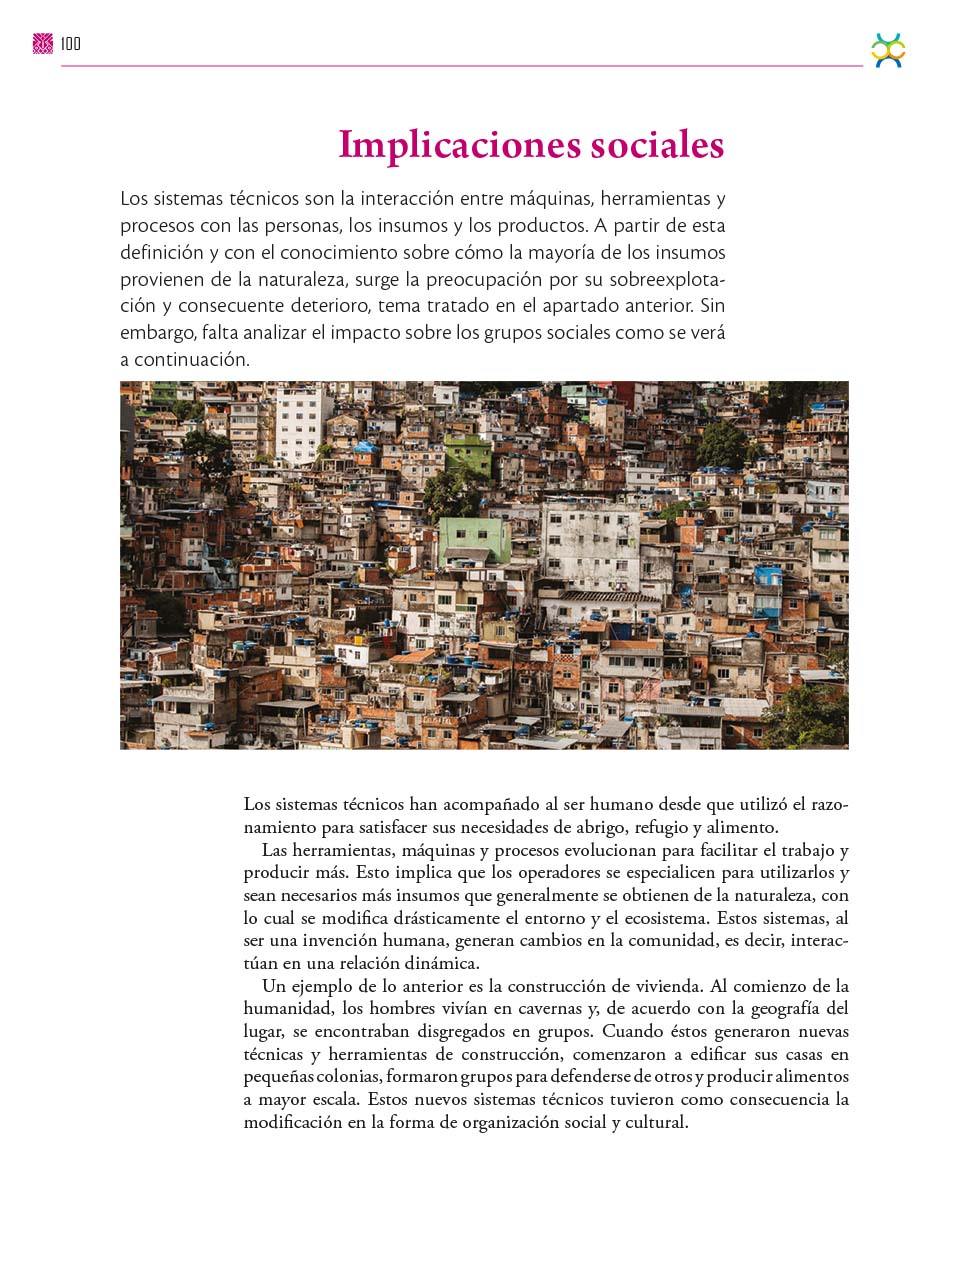 100
Implicaciones sociales
Los sistemas técnicos son la interacción entre máquinas, herramientas y
procesos con las personas, los insumos y los productos. A partir de esta
definición y con el conocimiento sobre cómo la mayoría de los insumos
provienen de la naturaleza, surge la preocupación por su sobreexplota-
ción y consecuente deterioro, tema tratado en el apartado anterior. Sin
embargo, falta analizar el impacto sobre los grupos sociales como se verá
a continuación.
Los sistemas técnicos han acompañado al ser humano desde que utilizó el razo-
namiento para satisfacer sus necesidades de abrigo, refugio y alimento.
Las herramientas, máquinas y procesos evolucionan para facilitar el trabajo y
producir más. Esto implica que los operadores se especialicen para utilizarlos y
sean necesarios más insumos que generalmente se obtienen de la naturaleza, con
lo cual se modifica drásticamente el entorno y el ecosistema. Estos sistemas, al
ser una invención humana, generan cambios en la comunidad, es decir, interac-
túan en una relación dinámica.
Un ejemplo de lo anterior es la construcción de vivienda. Al comienzo de la
humanidad, los hombres vivían en cavernas y, de acuerdo con la geografía del
lugar, se encontraban disgregados en grupos. Cuando éstos generaron nuevas
técnicas y herramientas de construcción, comenzaron a edificar sus casas en
pequeñas colonias, formaron grupos para defenderse de otros y producir alimentos
a mayor escala. Estos nuevos sistemas técnicos tuvieron como consecuencia la
modificación en la forma de organización social y cultural.